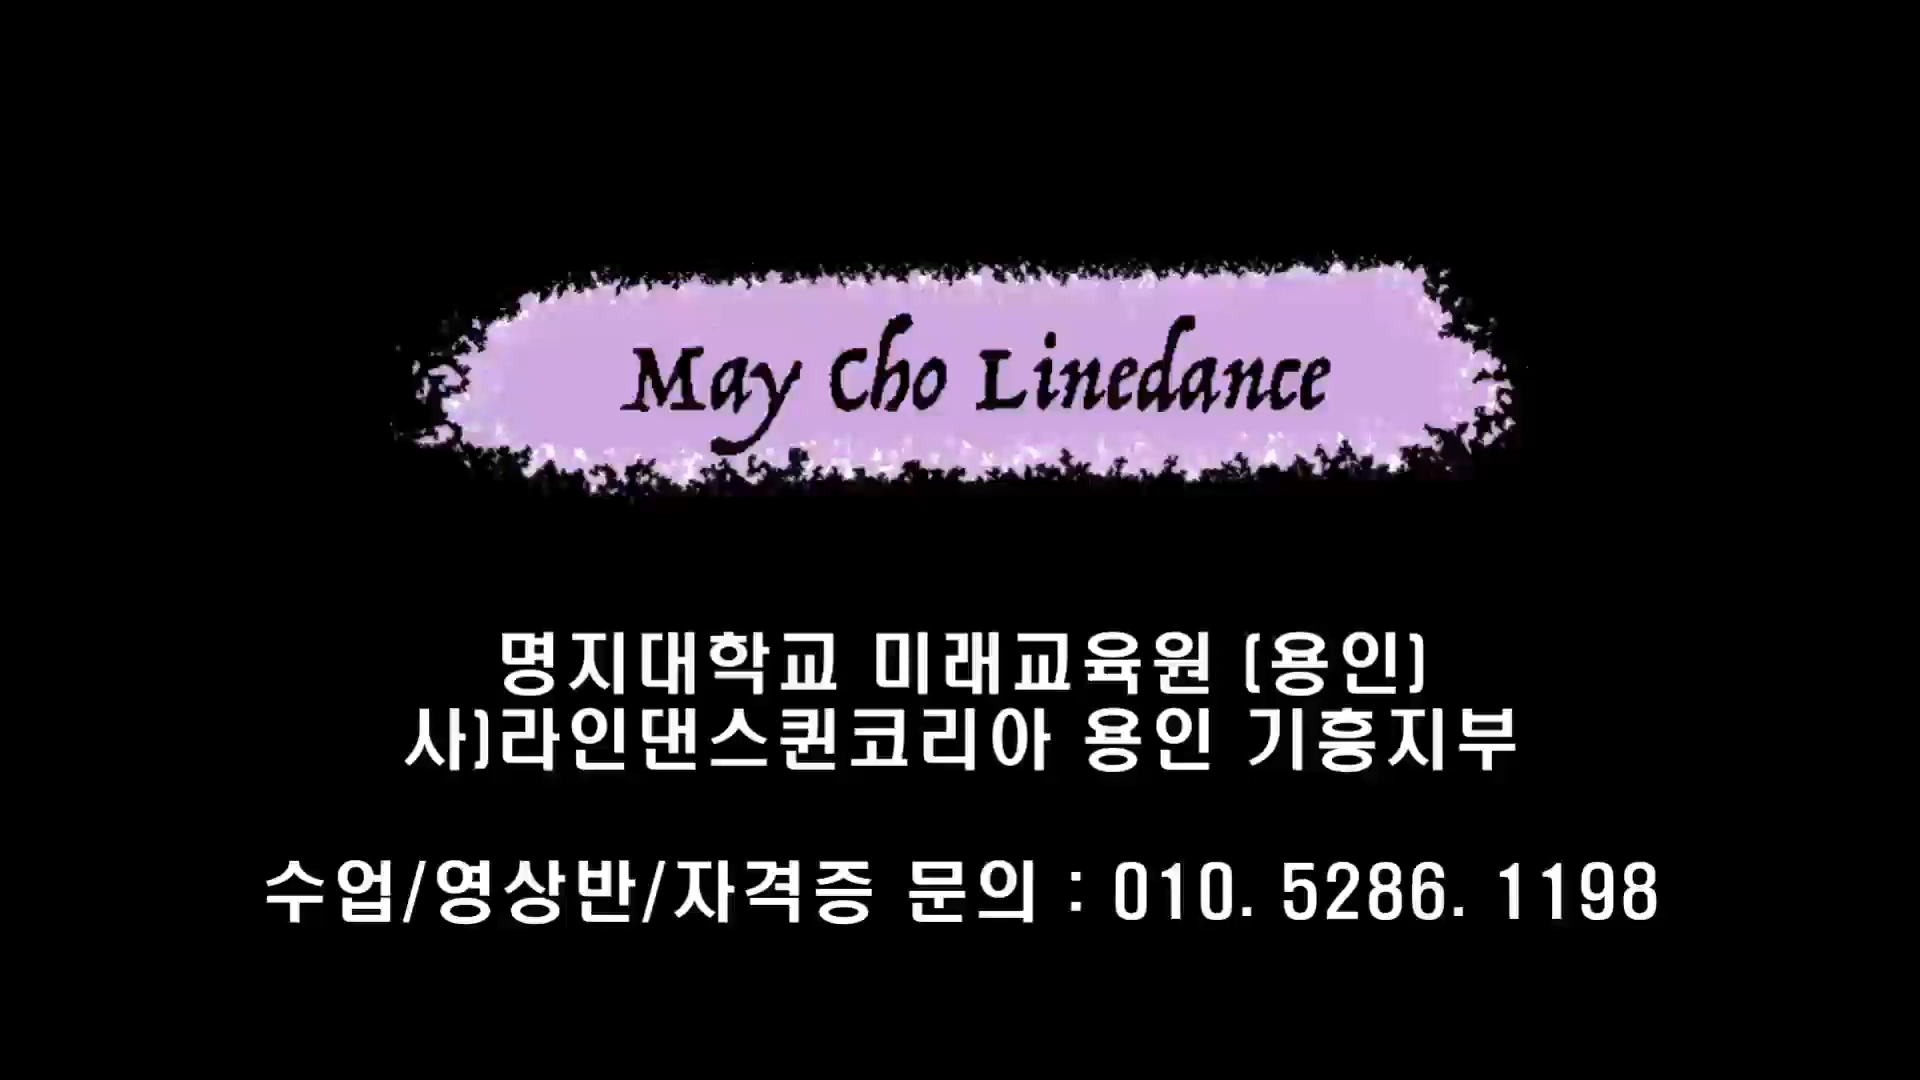 May Cho Linedance
명지대학교 미래교육원 (용인)
사)라인댄스퀸코리아 용인 기흥지부
수업/영상반/자격증 문의 : 010. 5286. 1198